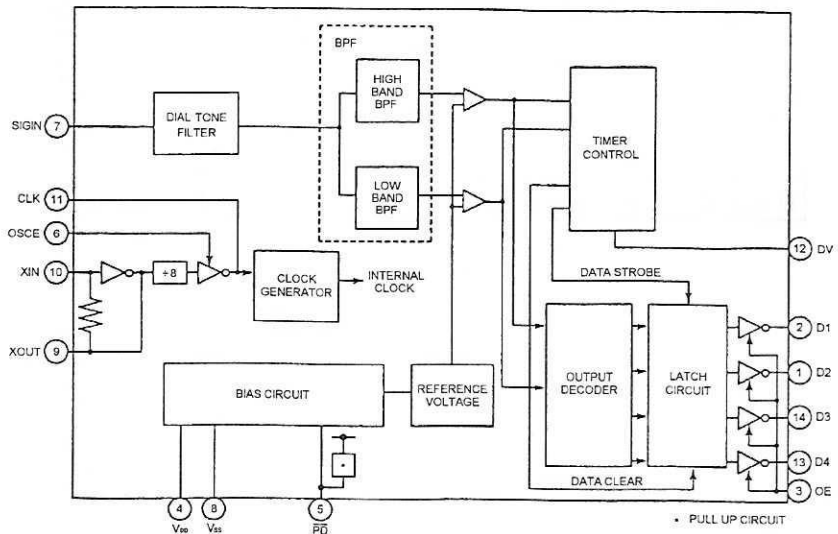 BPF
HIGH
BAND
BPF
DIAL TONE
FILTER
SIGIN 7
TIMER
CONTROL
LOW
BAND
BPF
CLK 11
OSCE 6
12 DV
XIN 10
÷8
CLOCK
GENERATOR
INTERNAL
CLOCK
DATA STROBE
XOUT 9
2 D1
BIAS CIRCUIT
REFERENCE
VOLTAGE
OUTPUT
DECODER
LATCH
CIRCUIT
1 D2
14 D3
13 D4
DATA CLEAR
3 OE
4
VDD
8
VSS
5
PD
• PULL UP CIRCUIT